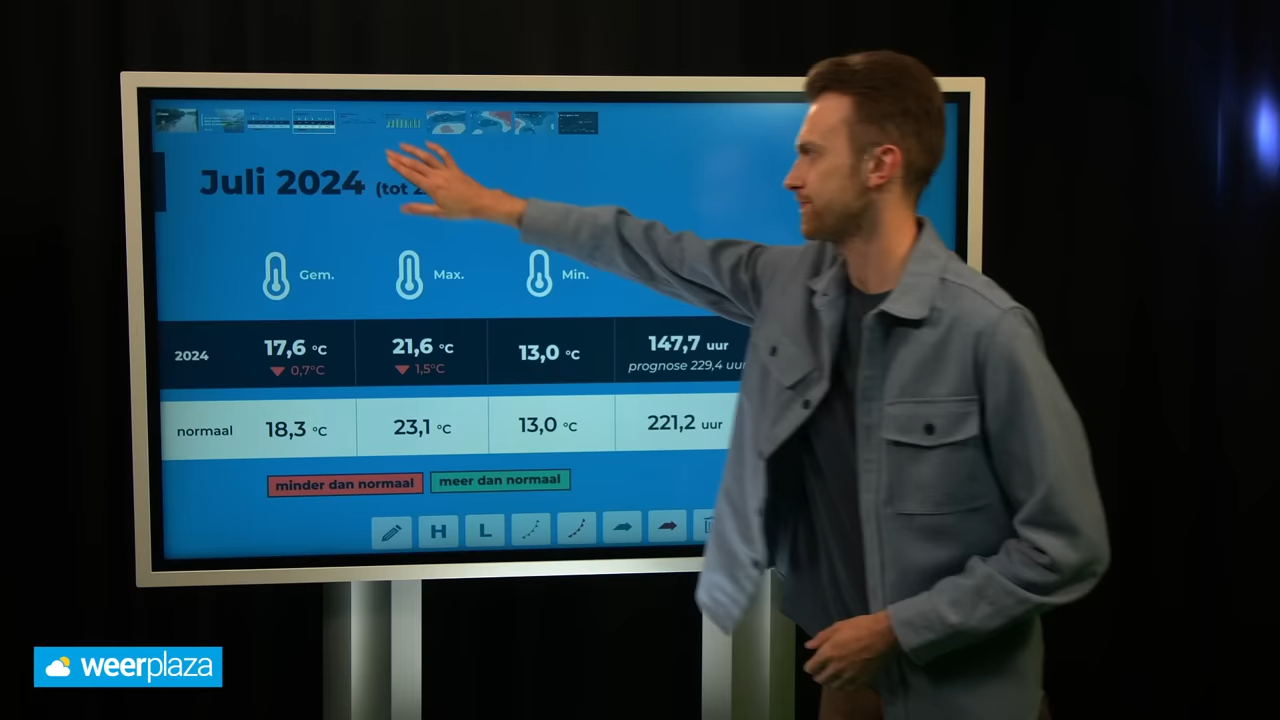 Juli 2024 (tot
Gem. Max. Min.
2024 17,6 °C 21,6 °C 13,0 °C 147,7 uur
0,7°C 1,5°C prognose 229,4 uur
normaal 18,3 °C 23,1 °C 13,0 °C 221,2 uur
minder dan normaal meer dan normaal
H L
weerplaza